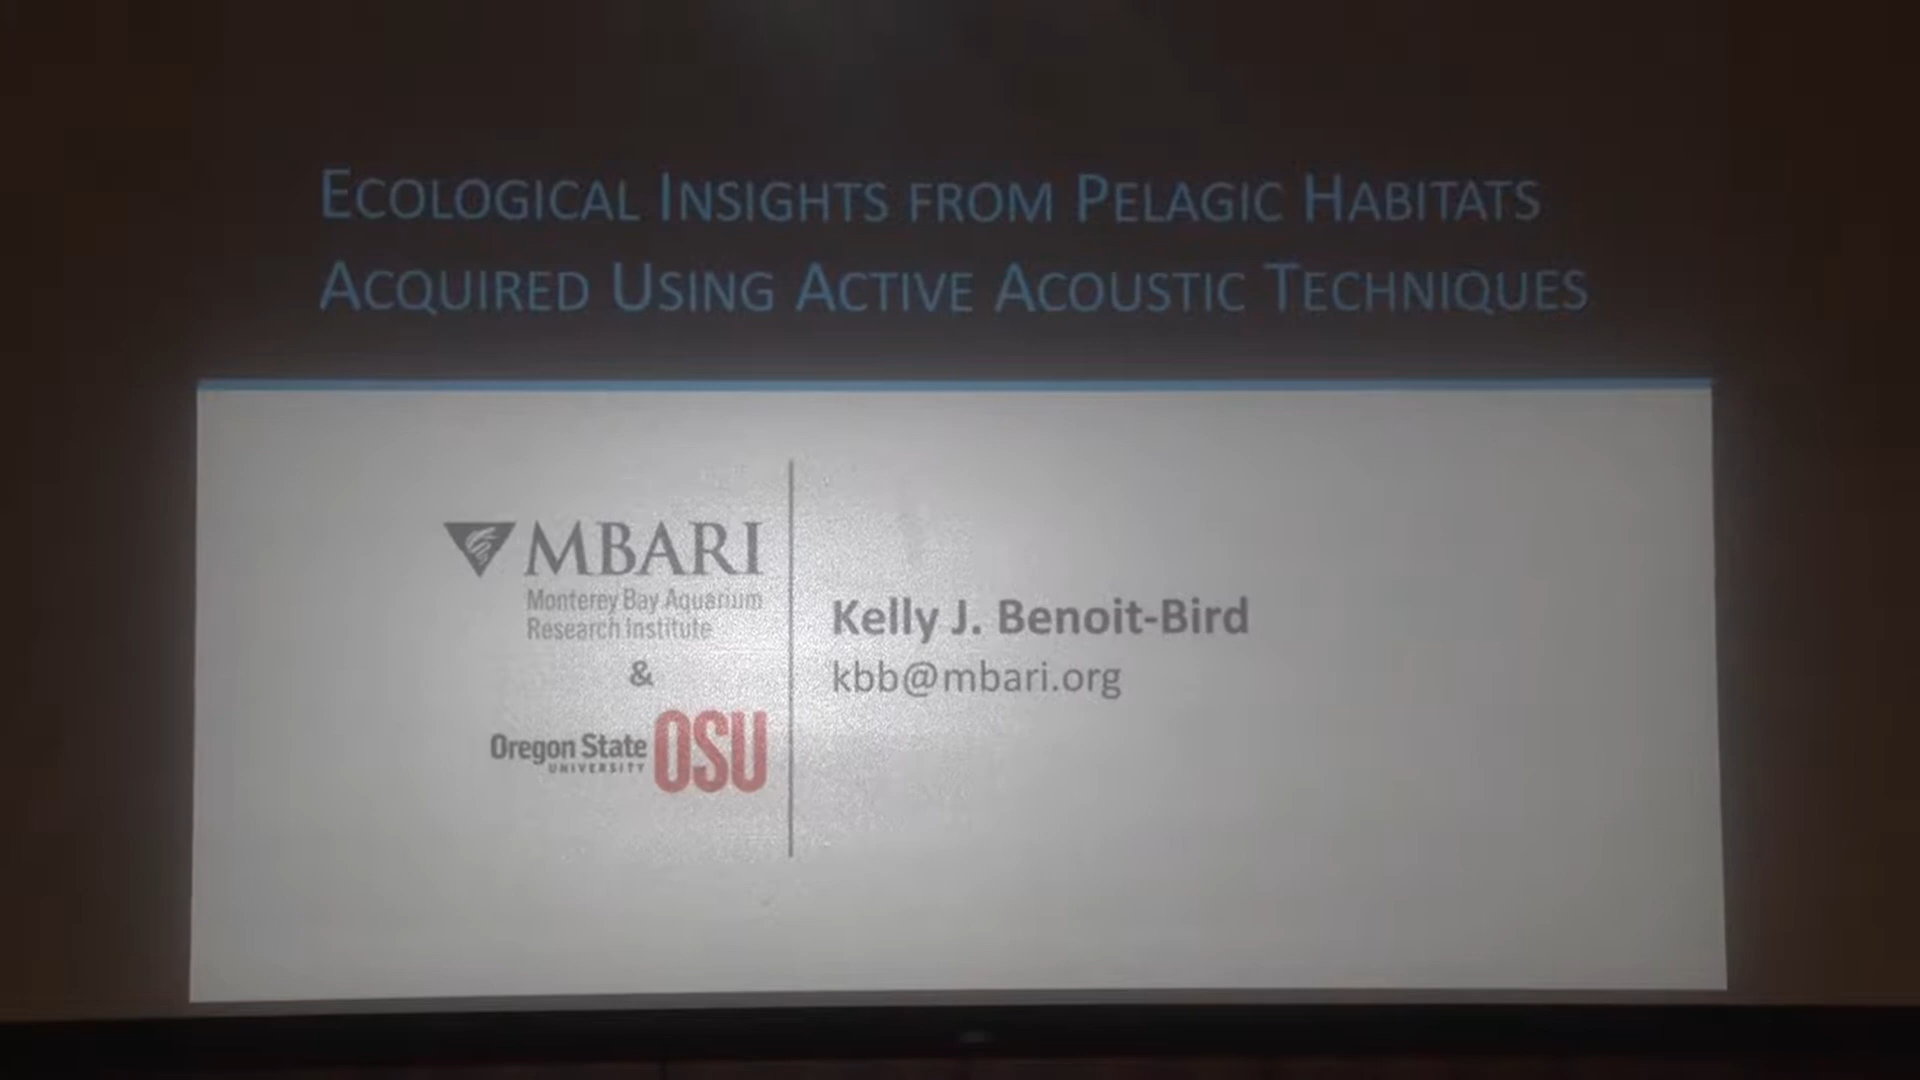 ECOLOGICAL INSIGHTS FROM PELAGIC HABITATS
ACQUIRED USING ACTIVE ACOUSTIC TECHNIQUES
MBARI
Monterey Bay Aquarium
Research Institute
&
Oregon State
UNIVERSITY
OSU
Kelly J. Benoit-Bird
kbb@mbari.org